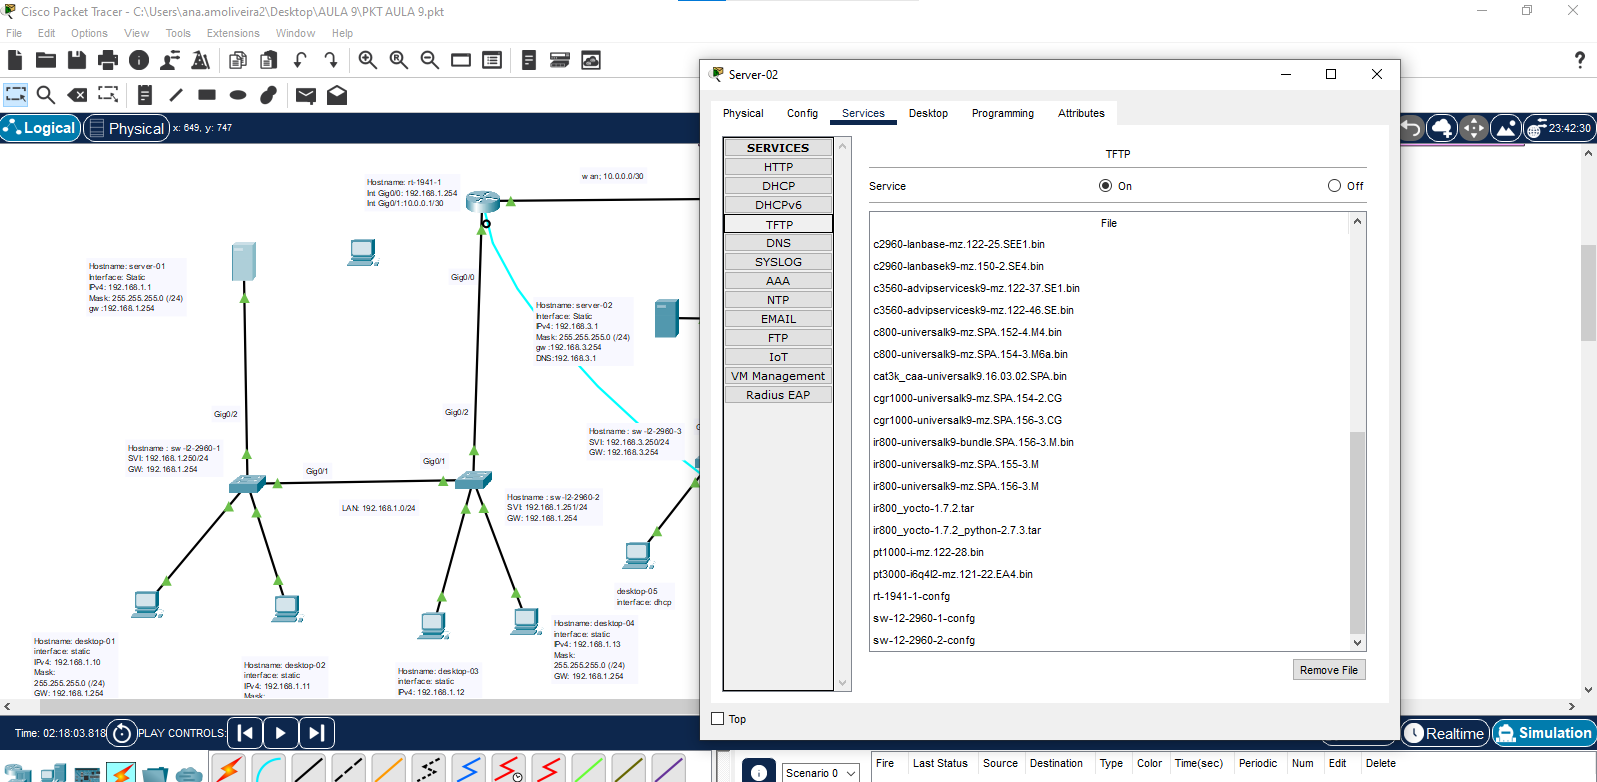 Cisco Packet Tracer - C:\Users\ana.amoliveira2\Desktop\AULA 9\PKT AULA 9.pkt
File Edit Options View Tools Extensions Window Help
?
Logical Physical x: 649, y: 747
23:42:30
Hostname: rt-1941-1
Int Gig0/0: 192.168.1.254
Int Gig0/1:10.0.0.1/30
wan; 10.0.0.0/30
Hostname: server-01
Interface: Static
IPv4: 192.168.1.1
Mask: 255.255.255.0 (/24)
gw :192.168.1.254
Gig0/0
Hostname: server-02
Interface: Static
IPv4: 192.168.3.1
Mask: 255.255.255.0 (/24)
gw :192.168.3.254
DNS:192.168.3.1
Gig0/2
Gig0/2
Hostname : sw-l2-2960-3
SVI: 192.168.3.250/24
GW: 192.168.3.254
Hostname : sw-l2-2960-1
SVI: 192.168.1.250/24
GW: 192.168.1.254
Gig0/1
Gig0/1
LAN: 192.168.1.0/24
Hostname : sw-l2-2960-2
SVI: 192.168.1.251/24
GW: 192.168.1.254
desktop-05
interface: dhcp
Hostname: desktop-01
interface: static
IPv4: 192.168.1.10
Mask:
255.255.255.0 (/24)
GW: 192.168.1.254
Hostname: desktop-02
interface: static
IPv4: 192.168.1.11
Mask:
Hostname: desktop-03
interface: static
IPv4: 192.168.1.12
Hostname: desktop-04
interface: static
IPv4: 192.168.1.13
Mask:
255.255.255.0 (/24)
GW: 192.168.1.254
Server-02
Physical Config Services Desktop Programming Attributes
SERVICES
HTTP
DHCP
DHCPv6
TFTP
DNS
SYSLOG
AAA
NTP
EMAIL
FTP
IoT
VM Management
Radius EAP
TFTP
Service On Off
File
c2960-lanbase-mz.122-25.SEE1.bin
c2960-lanbasek9-mz.150-2.SE4.bin
c3560-advipservicesk9-mz.122-37.SE1.bin
c3560-advipservicesk9-mz.122-46.SE.bin
c800-universalk9-mz.SPA.152-4.M4.bin
c800-universalk9-mz.SPA.154-3.M6a.bin
cat3k_caa-universalk9.16.03.02.SPA.bin
cgr1000-universalk9-mz.SPA.154-2.CG
cgr1000-universalk9-mz.SPA.156-3.CG
ir800-universalk9-bundle.SPA.156-3.M.bin
ir800-universalk9-mz.SPA.155-3.M
ir800-universalk9-mz.SPA.156-3.M
ir800_yocto-1.7.2.tar
ir800_yocto-1.7.2_python-2.7.3.tar
pt1000-i-mz.122-28.bin
pt3000-i6q4l2-mz.121-22.EA4.bin
rt-1941-1-confg
sw-12-2960-1-confg
sw-12-2960-2-confg
Remove File
Top
Time: 02:18:03.818 PLAY CONTROLS:
Realtime Simulation
Scenario 0
Fire Last Status Source Destination Type Color Time(sec) Periodic Num Edit Delete